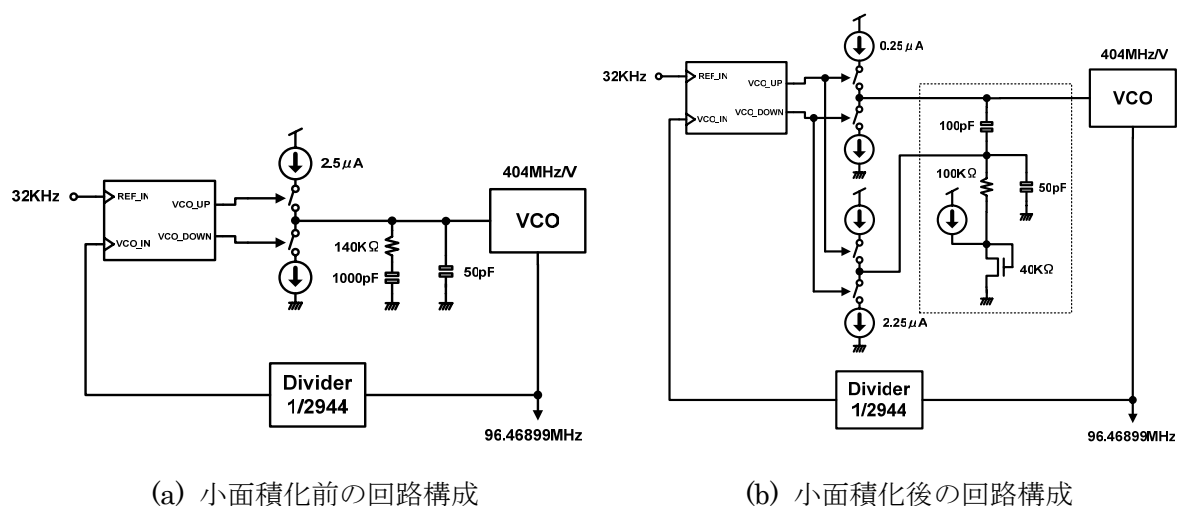 2.5μA
404MHz/V
32KHz
REF_IN
VCO_UP
VCO_IN
VCO_DOWN
VCO
140KΩ
1000pF
50pF
Divider
1/2944
96.46899MHz
(a) 小面積化前の回路構成
0.25μA
404MHz/V
32KHz
REF_IN
VCO_UP
VCO_IN
VCO_DOWN
VCO
100pF
100KΩ
50pF
40KΩ
2.25μA
Divider
1/2944
96.46899MHz
(b) 小面積化後の回路構成